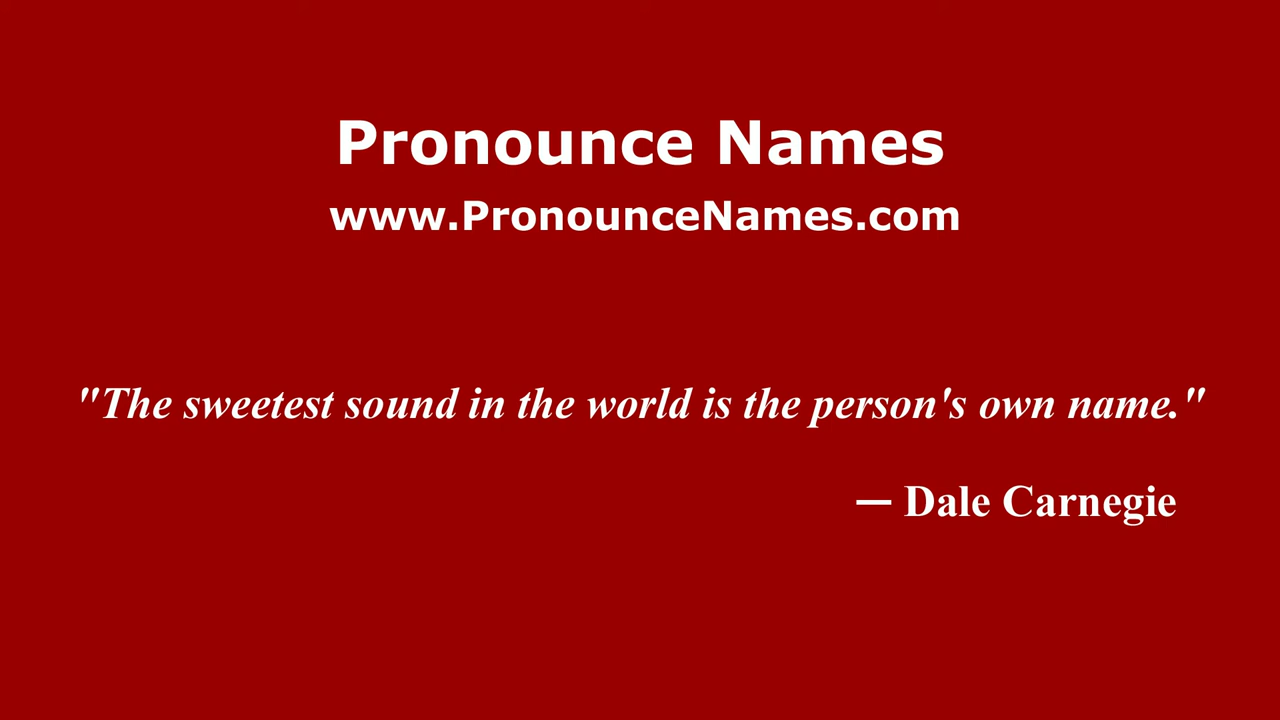 Pronounce Names
www.PronounceNames.com
"The sweetest sound in the world is the person's own name."
— Dale Carnegie